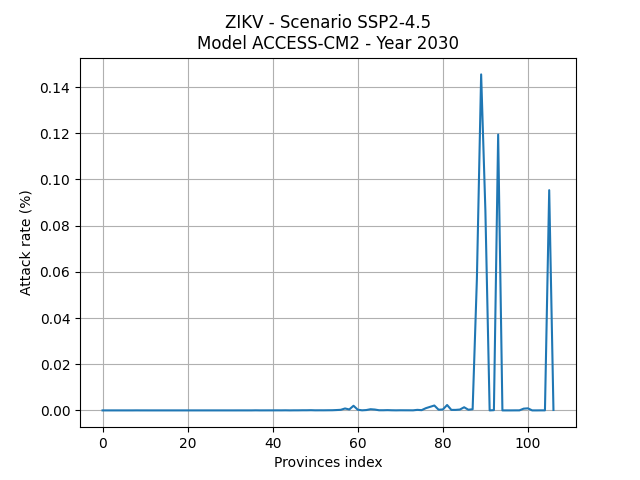 ZIKV - Scenario SSP2-4.5
Model ACCESS-CM2 - Year 2030
Attack rate (%)
0.14
0.12
0.10
0.08
0.06
0.04
0.02
0.00
0 20 40 60 80 100
Provinces index